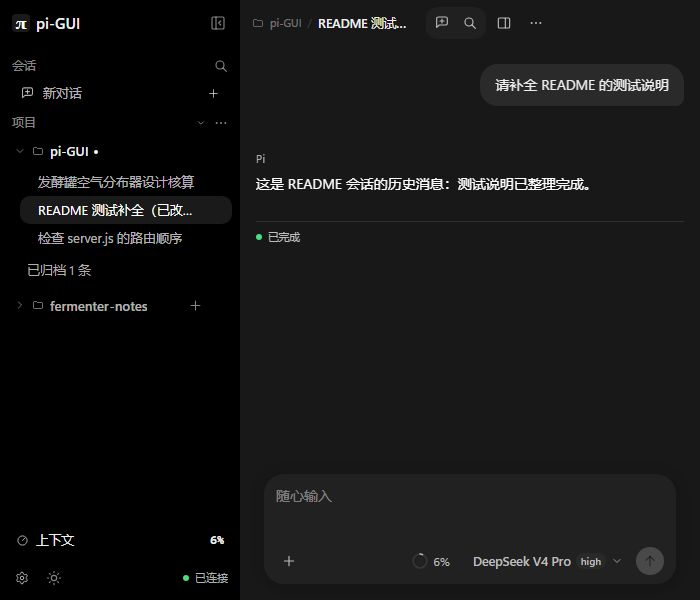 π pi-GUI
会话
新对话
项目
pi-GUI
发酵罐空气分布器设计核算
README 测试补全（已改...
检查 server.js 的路由顺序
已归档 1 条
fermenter-notes
上下文 6%
已连接
pi-GUI / README 测试...
请补全 README 的测试说明
Pi
这是 README 会话的历史消息：测试说明已整理完成。
已完成
随心输入
6% DeepSeek V4 Pro high